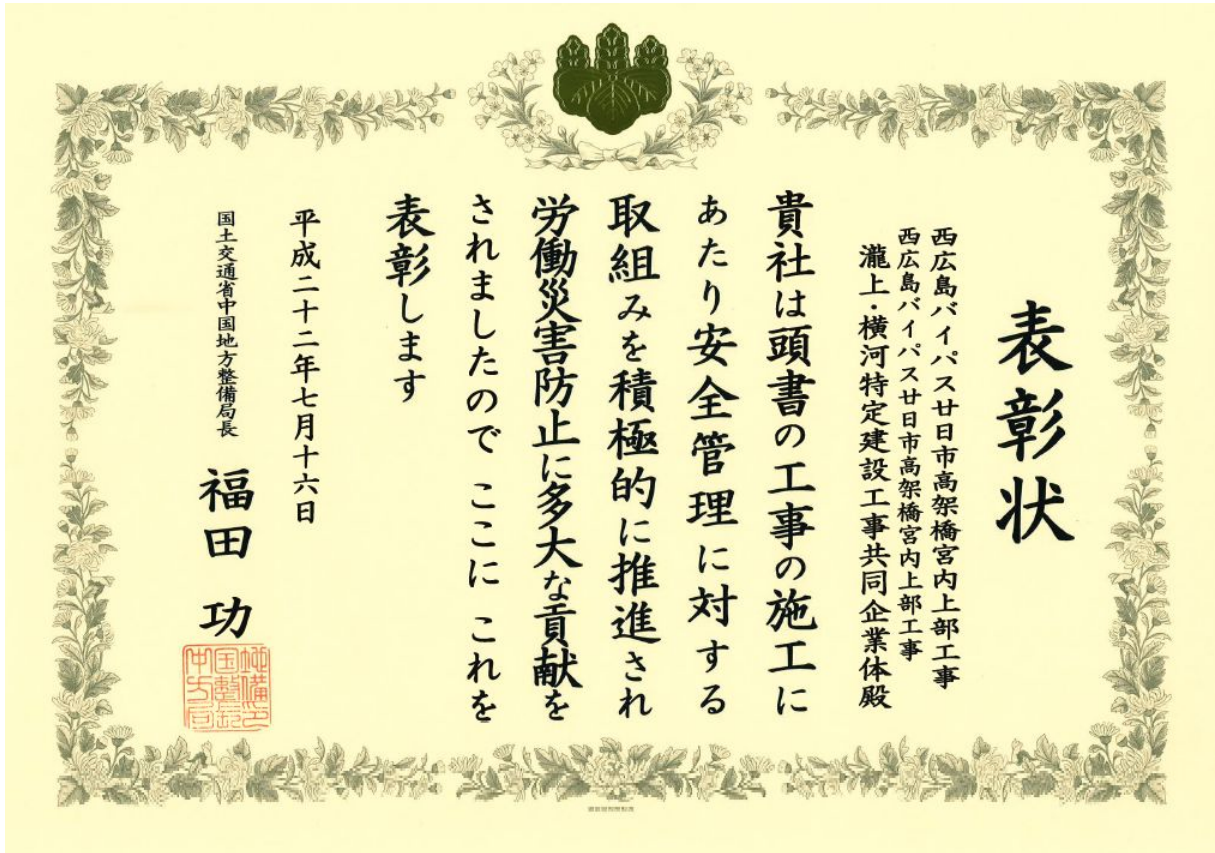 表彰状
西広島バイパス廿日市高架橋宮内上部工事
西広島バイパス廿日市高架橋宮内上部工事
瀧上・横河特定建設工事共同企業体殿
貴社は頭書の工事の施工に
あたり安全管理に対する
取組みを積極的に推進され
労働災害防止に多大な貢献を
されましたので ここに これを
表彰します
平成二十二年七月十六日
国土交通省中国地方整備局長
福田 功